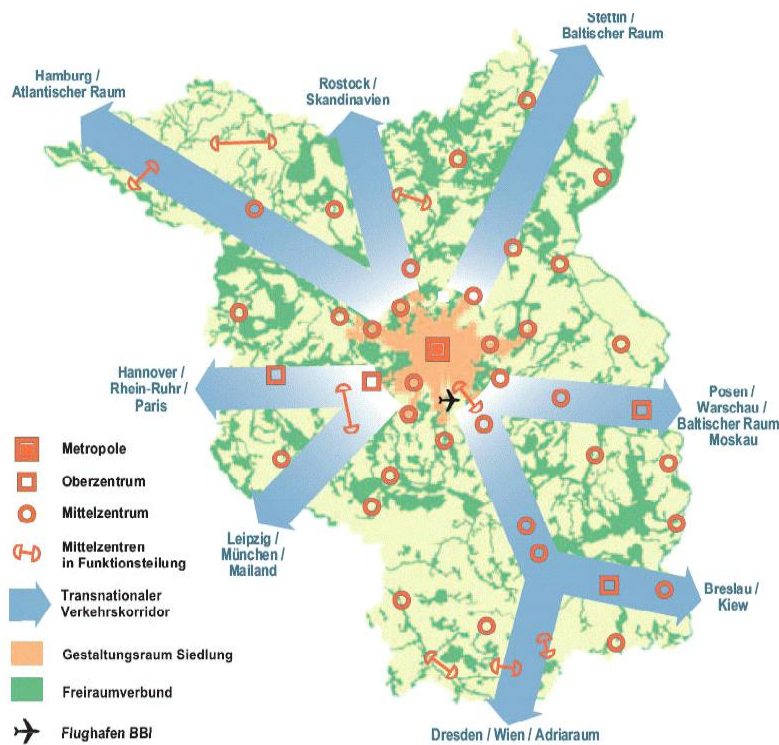 Stettin /
Baltischer Raum
Hamburg /
Atlantischer Raum
Rostock /
Skandinavien
Hannover /
Rhein-Ruhr /
Paris
Posen /
Warschau /
Baltischer Raum
Moskau
Leipzig /
München /
Mailand
Breslau /
Kiew
Dresden / Wien / Adriaraum
Metropole
Oberzentrum
Mittelzentrum
Mittelzentren
in Funktionsteilung
Transnationaler
Verkehrskorridor
Gestaltungsraum Siedlung
Freiraumverbund
Flughafen BBI